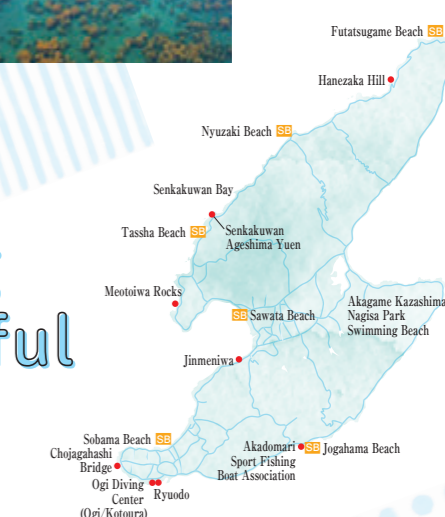 Futatsugame Beach SB
Hanezaka Hill
Nyuzaki Beach SB
Senkakuwan Bay
Tassha Beach SB
Senkakuwan
Ageshima Yuen
Meotoiwa Rocks
SB Sawata Beach
Akagame Kazashima
Nagisa Park
Swimming Beach
ful
Jinmeniwa
Sobama Beach SB
Chojagahashi
Bridge
Akadomari
Sport Fishing
Boat Association
SB Jogahama Beach
Ogi Diving
Center
(Ogi/Kotoura)
Ryuodo